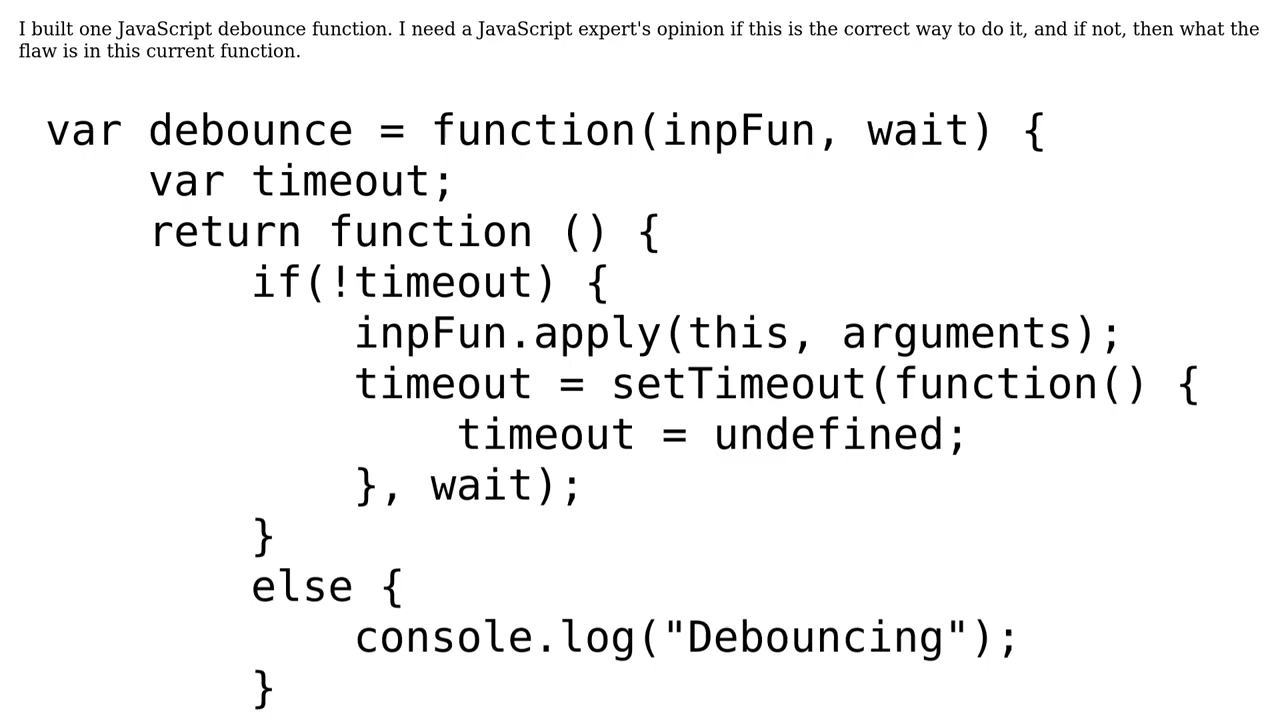 I built one JavaScript debounce function. I need a JavaScript expert's opinion if this is the correct way to do it, and if not, then what the
flaw is in this current function.
var debounce = function(inpFun, wait) {
var timeout;
return function () {
if(!timeout) {
inpFun.apply(this, arguments);
timeout = setTimeout(function() {
timeout = undefined;
}, wait);
}
else {
console.log("Debouncing");
}